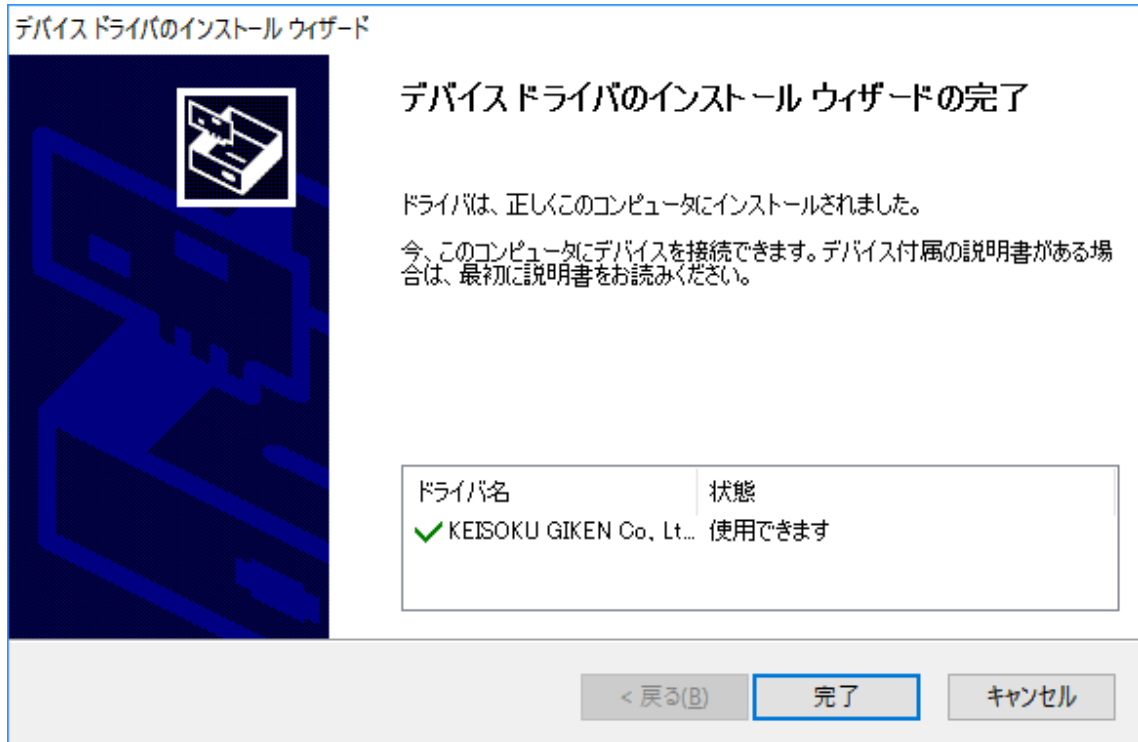 デバイス ドライバのインストール ウィザード
デバイス ドライバのインストール ウィザードの完了
ドライバは、正しくこのコンピュータにインストールされました。
今、このコンピュータにデバイスを接続できます。デバイス付属の説明書がある場
合は、最初に説明書をお読みください。
ドライバ名 状態
KEISOKU GIKEN Co, Lt... 使用できます
< 戻る(B) 完了 キャンセル